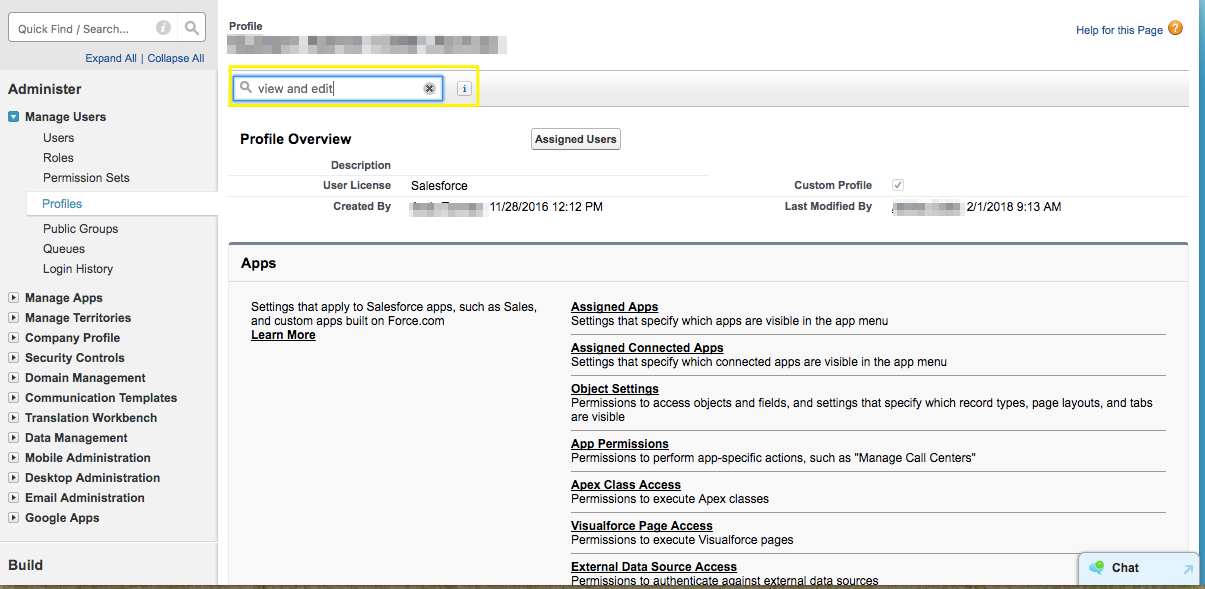 Quick Find / Search...
Expand All | Collapse All
Administer
Manage Users
Users
Roles
Permission Sets
Profiles
Public Groups
Queues
Login History
Manage Apps
Manage Territories
Company Profile
Security Controls
Domain Management
Communication Templates
Translation Workbench
Data Management
Mobile Administration
Desktop Administration
Email Administration
Google Apps
Build
Profile
Help for this Page ?
view and edit
Profile Overview
Assigned Users
Description
User License Salesforce Custom Profile
Created By 11/28/2016 12:12 PM Last Modified By 2/1/2018 9:13 AM
Apps
Settings that apply to Salesforce apps, such as Sales,
and custom apps built on Force.com
Learn More
Assigned Apps
Settings that specify which apps are visible in the app menu
Assigned Connected Apps
Settings that specify which connected apps are visible in the app menu
Object Settings
Permissions to access objects and fields, and settings that specify which record types, page layouts, and tabs
are visible
App Permissions
Permissions to perform app-specific actions, such as "Manage Call Centers"
Apex Class Access
Permissions to execute Apex classes
Visualforce Page Access
Permissions to execute Visualforce pages
External Data Source Access
Permissions to authenticate against external data sources
Chat